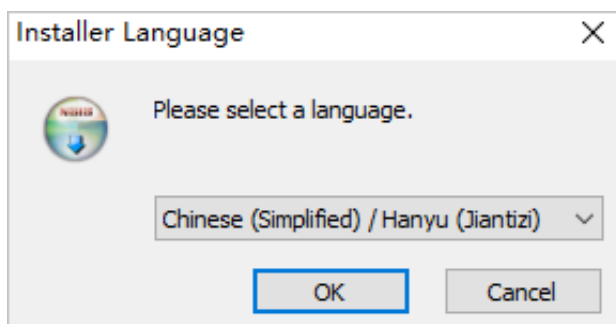 Installer Language
Please select a language.
Chinese (Simplified) / Hanyu (Jiantizi)
OK
Cancel